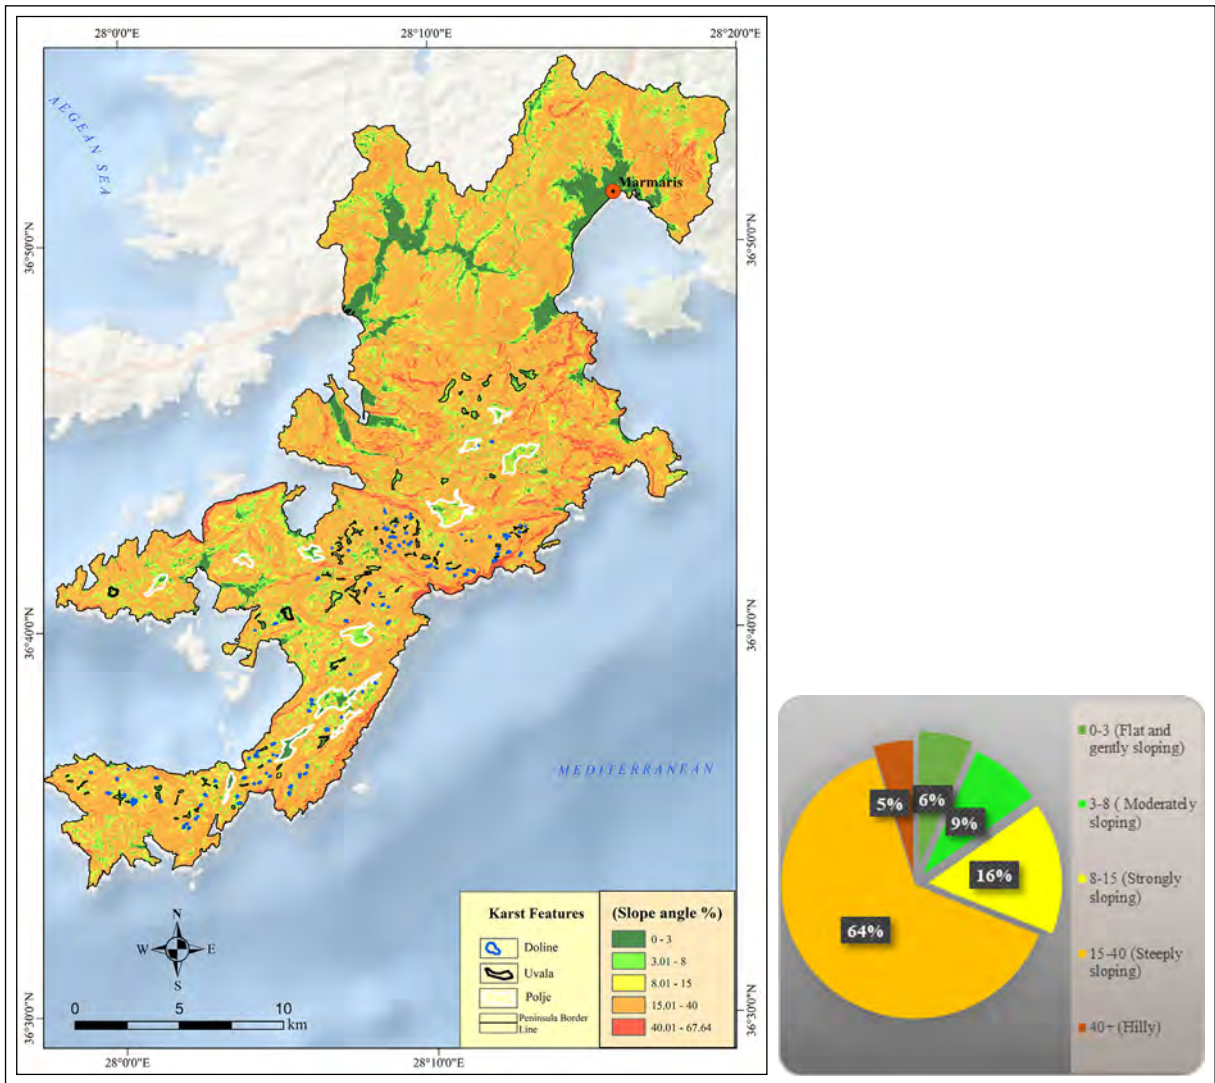 28°0'0"E
28°10'0"E
28°20'0"E
AEGEAN SEA
Marmaris
36°50'0"N
36°50'0"N
36°40'0"N
36°40'0"N
MEDITERRANEAN
36°30'0"N
36°30'0"N
N
W
E
S
0
5
10
km
Karst Features
Doline
Uvala
Polje
Peninsula Border
Line
(Slope angle %)
0 - 3
3.01 - 8
8.01 - 15
15.01 - 40
40.01 - 67.64
28°0'0"E
28°10'0"E
5%
6%
9%
16%
64%
0-3 (Flat and
gently sloping)
3-8 ( Moderately
sloping)
8-15 (Strongly
sloping)
15-40 (Steeply
sloping)
40+ (Hilly)